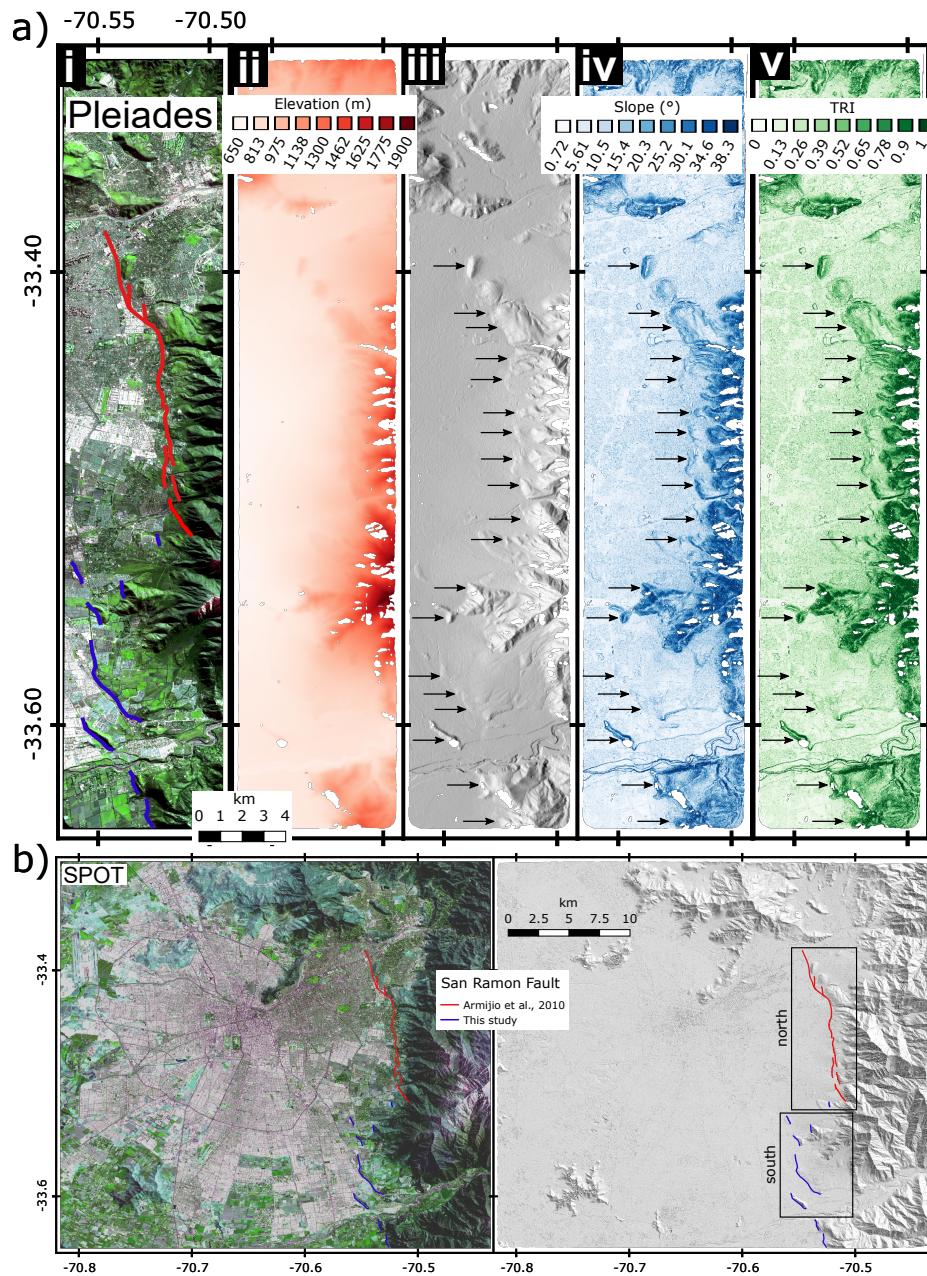 a)
-70.55 -70.50
i ii iii iv v
Pleiades
Elevation (m)
650 813 975 1138 1300 1462 1625 1775 1900
Slope (°)
0.72 5.61 10.5 15.4 20.3 25.2 30.1 34.6 38.3
TRI
0 0.13 0.26 0.39 0.52 0.65 0.78 0.9 1
-33.40
-33.60
km
0 1 2 3 4
b)
SPOT
km
0 2.5 5 7.5 10
-33.4
San Ramon Fault
Armijio et al., 2010
This study
north
south
-33.6
-70.8 -70.7 -70.6 -70.5 -70.8 -70.7 -70.6 -70.5